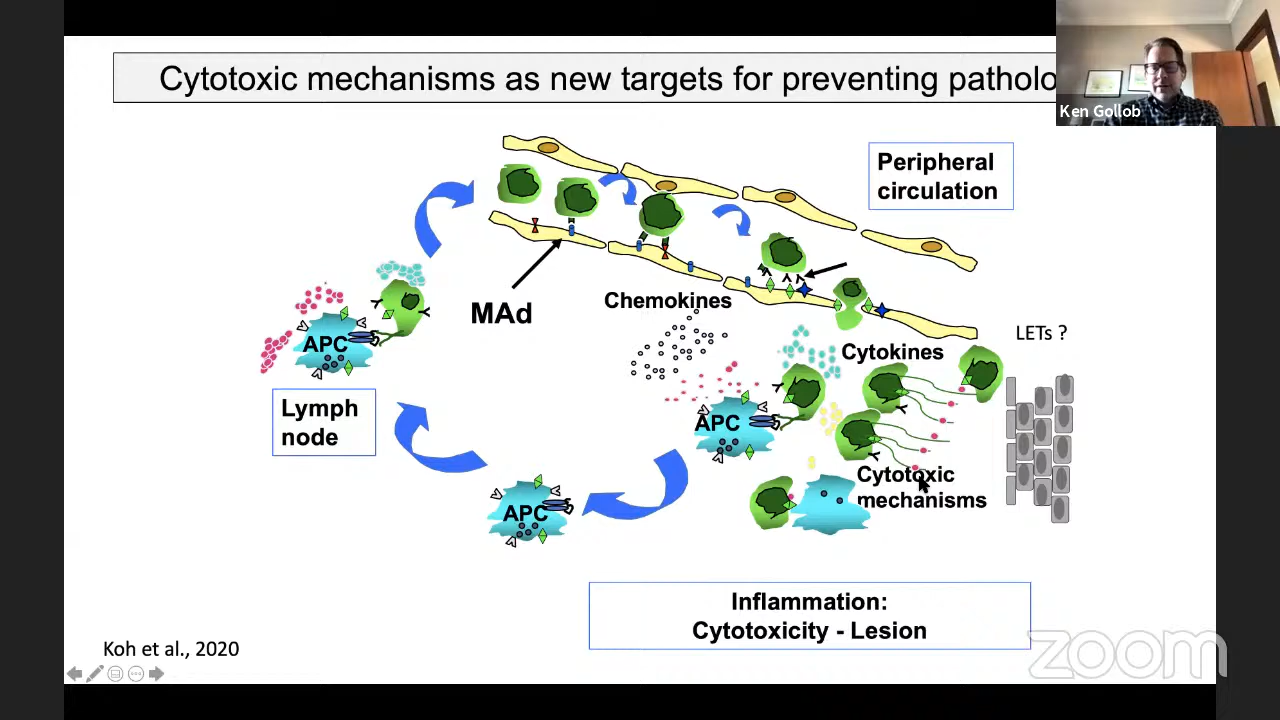 Cytotoxic mechanisms as new targets for preventing patholo
Ken Gollob
Peripheral
circulation
MAd
Chemokines
LETs ?
APC
Cytokines
Lymph
node
APC
Cytotoxic
mechanisms
APC
Inflammation:
Cytotoxicity - Lesion
Koh et al., 2020
zoom